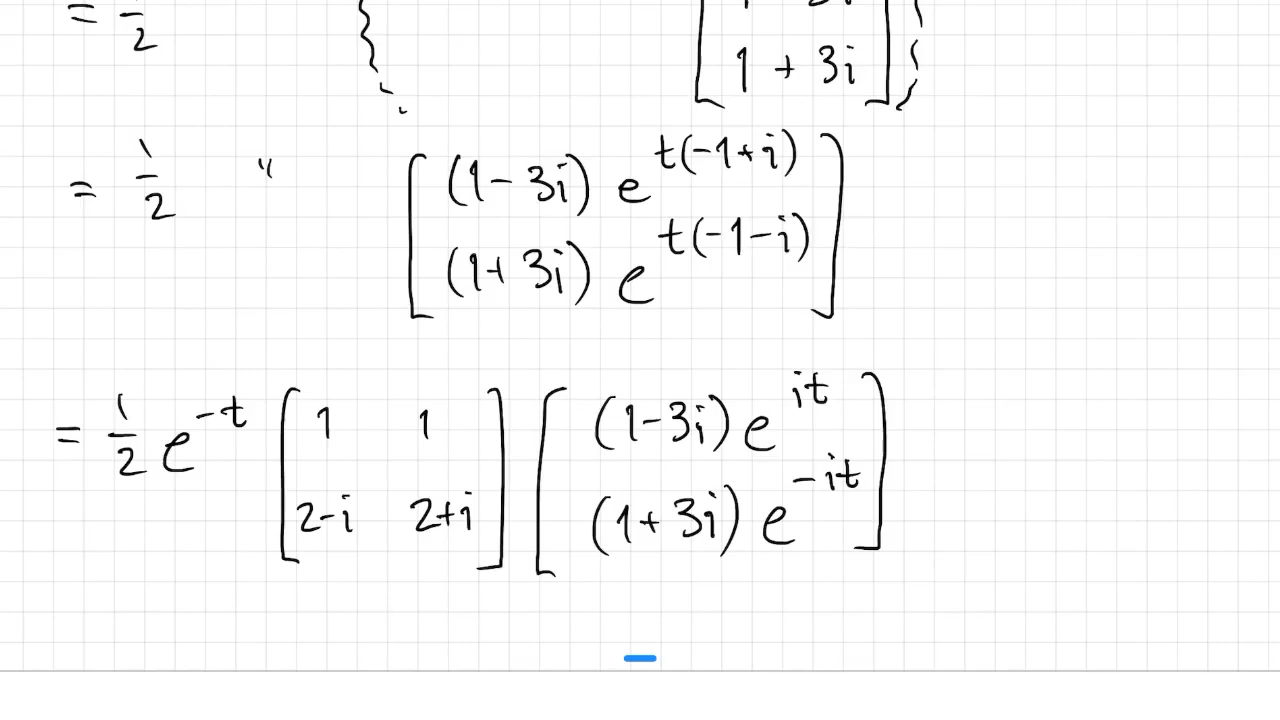 = 1/2 { [ 1 + 3i ] }
= 1/2 " [ (1 - 3i) e^{t(-1+i)}
(1 + 3i) e^{t(-1-i)} ]
= 1/2 e^{-t} [ 1 1 ] [ (1-3i) e^{it} ]
[ 2-i 2+i ] [ (1+3i) e^{-it} ]